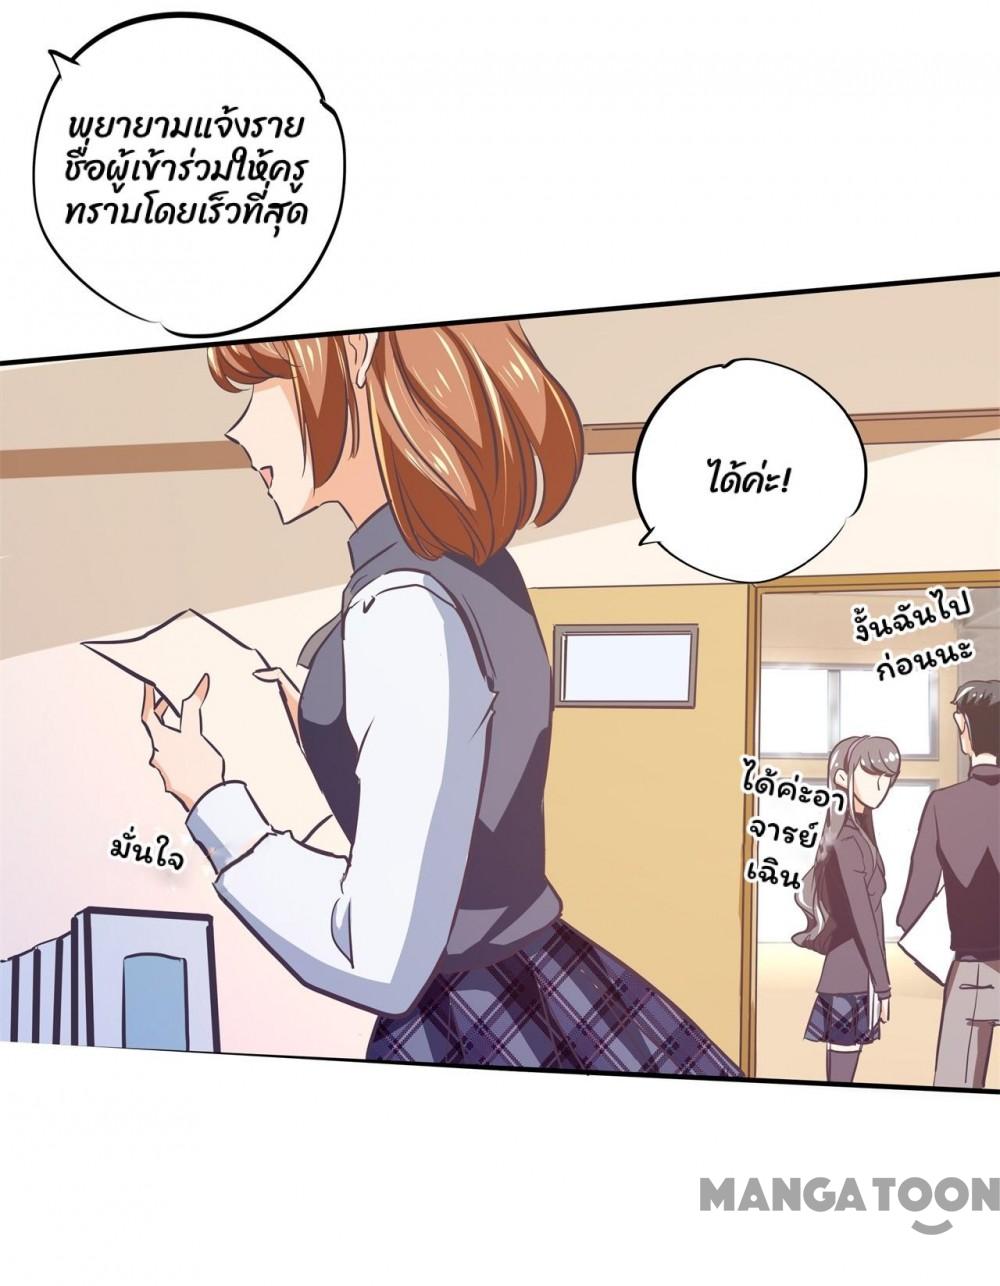 พยายามแจ้งราย
ชื่อผู้เข้าร่วมให้ครู
ทราบโดยเร็วที่สุด
ได้ค่ะ!
งั้นฉันไป
ก่อนนะ
ได้ค่ะอา
จารย์
เฉิน
มั่นใจ
MANGATOON